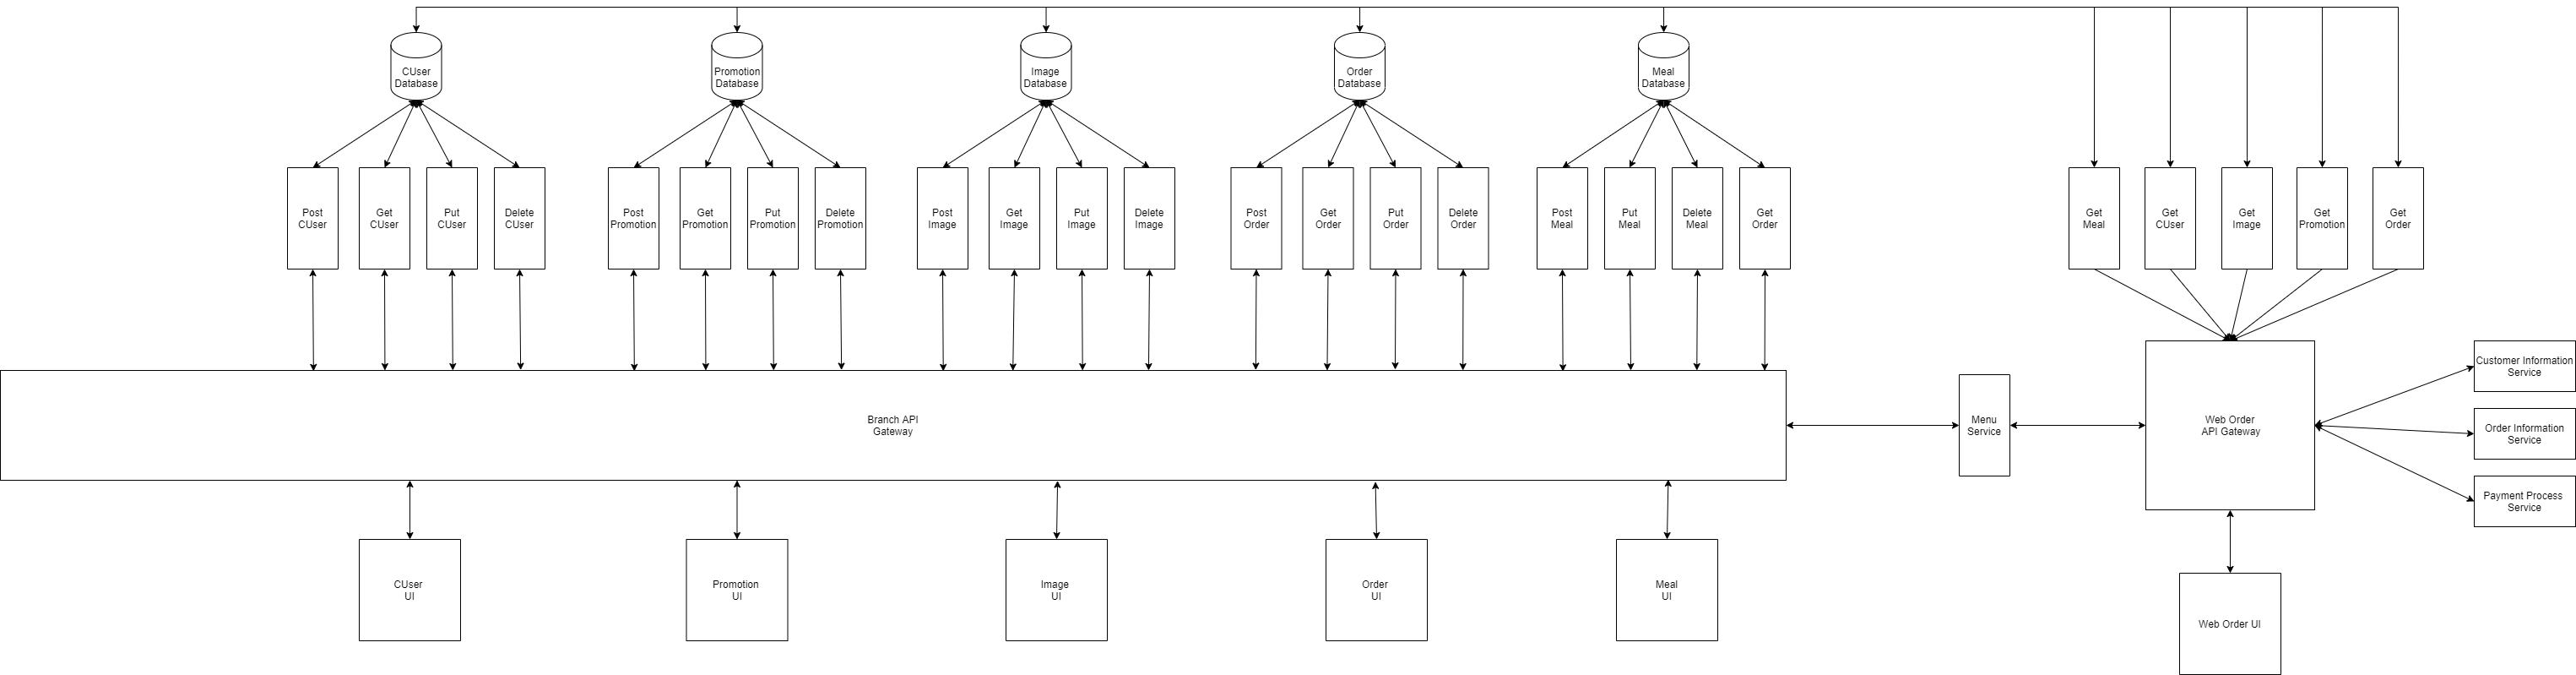 CUser
Database
Promotion
Database
Image
Database
Order
Database
Meal
Database
Post
CUser
Get
CUser
Put
CUser
Delete
CUser
Post
Promotion
Get
Promotion
Put
Promotion
Delete
Promotion
Post
Image
Get
Image
Put
Image
Delete
Image
Post
Order
Get
Order
Put
Order
Delete
Order
Post
Meal
Put
Meal
Delete
Meal
Get
Order
Get
Meal
Get
CUser
Get
Image
Get
Promotion
Get
Order
Branch API
Gateway
Menu
Service
Web Order
API Gateway
Customer Information
Service
Order Information
Service
Payment Process
Service
CUser
UI
Promotion
UI
Image
UI
Order
UI
Meal
UI
Web Order UI